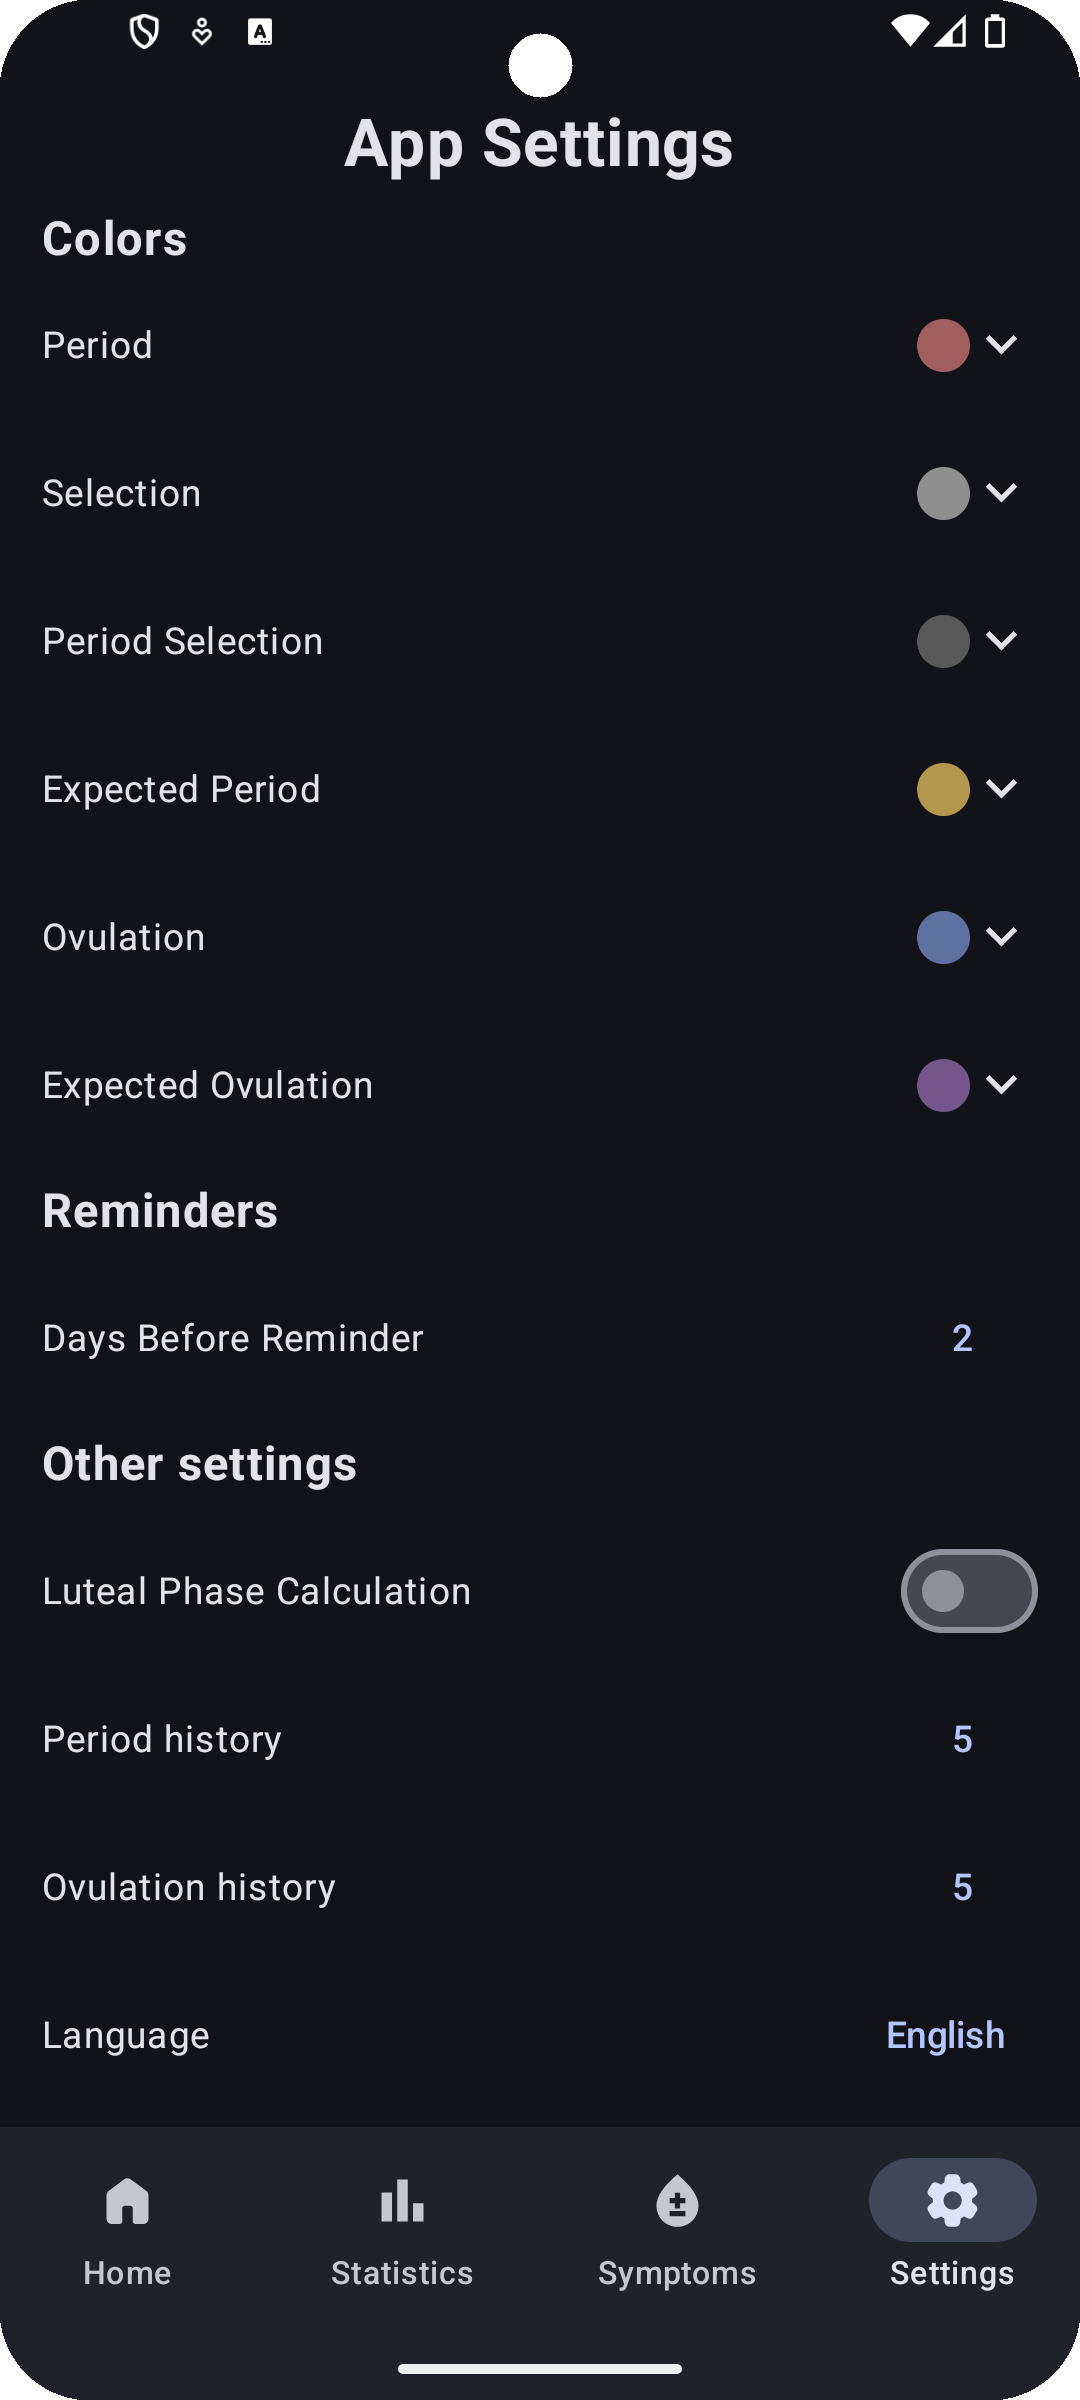 App Settings
Colors
Period
Selection
Period Selection
Expected Period
Ovulation
Expected Ovulation
Reminders
Days Before Reminder 2
Other settings
Luteal Phase Calculation
Period history 5
Ovulation history 5
Language English
Home Statistics Symptoms Settings